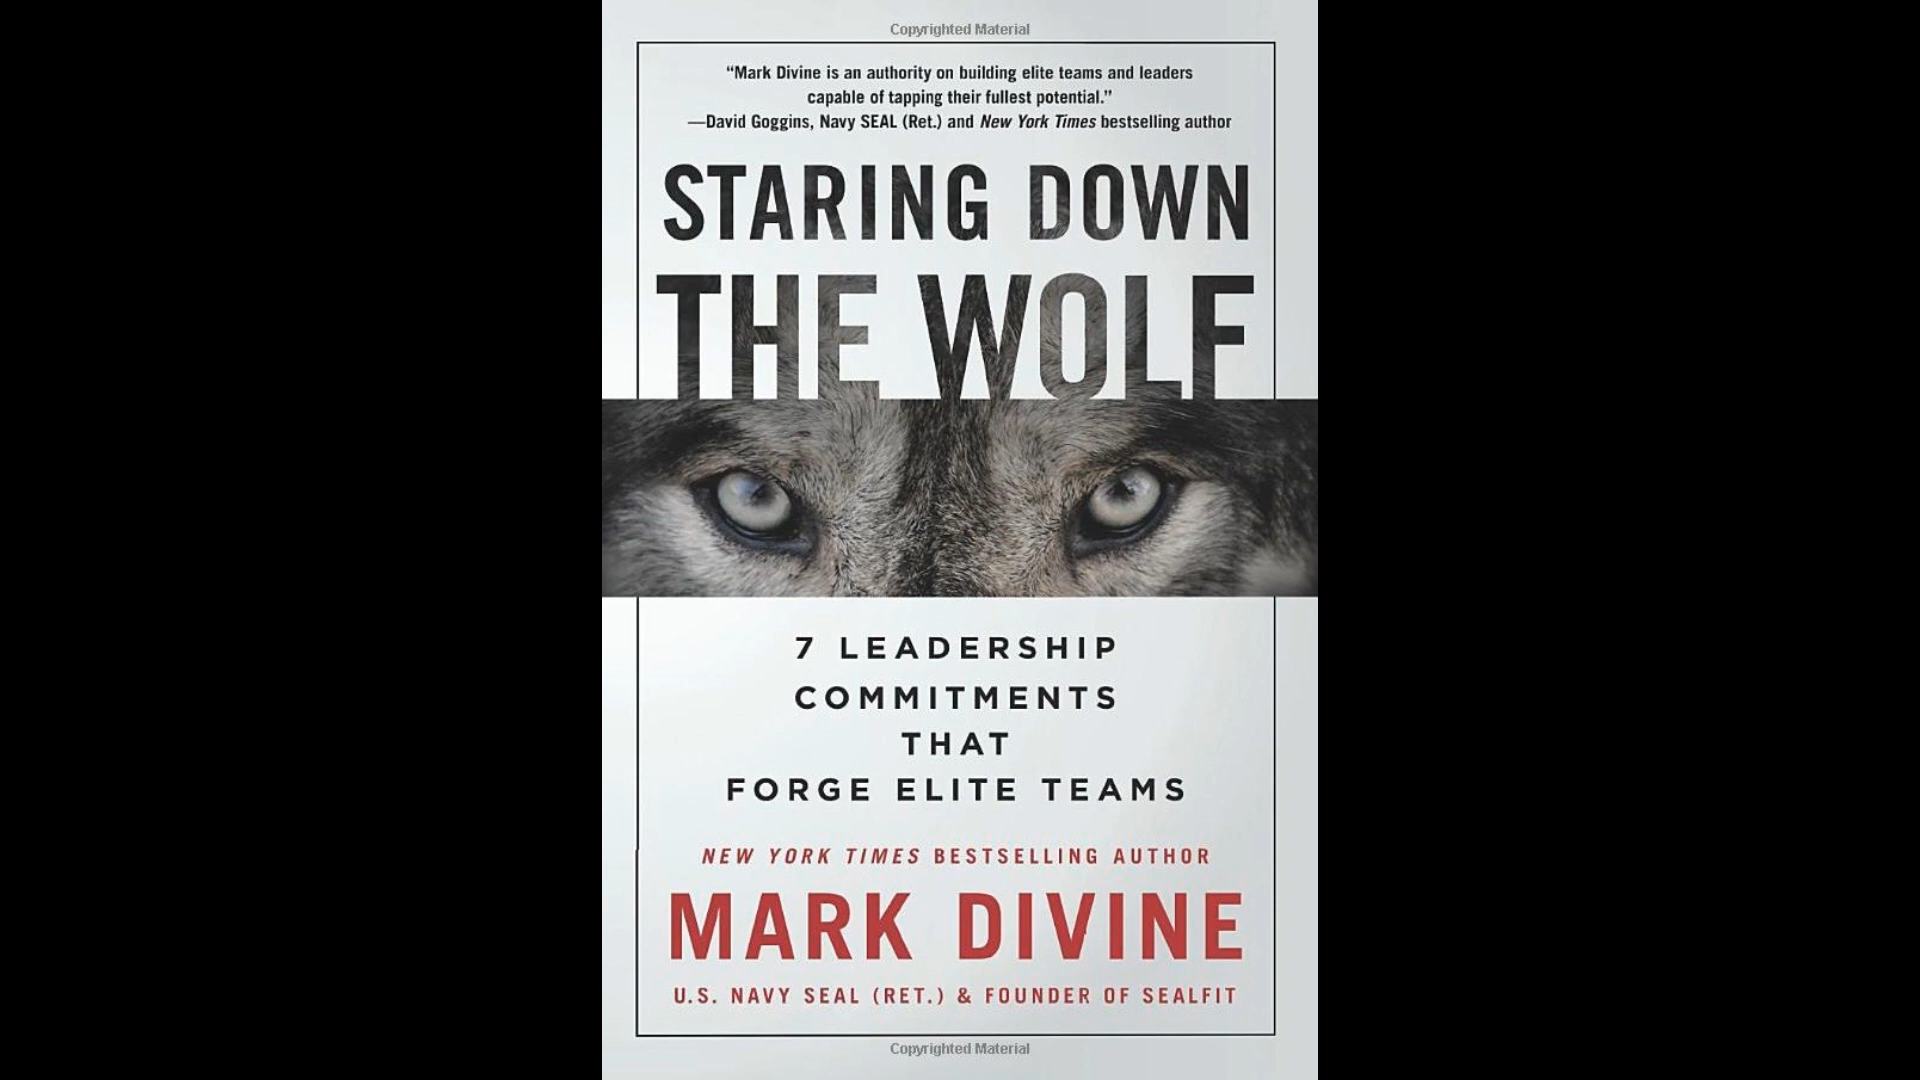 Copyrighted Material
“Mark Divine is an authority on building elite teams and leaders
capable of tapping their fullest potential.”
—David Goggins, Navy SEAL (Ret.) and New York Times bestselling author
STARING DOWN
THE WOLF
7 LEADERSHIP
COMMITMENTS
THAT
FORGE ELITE TEAMS
NEW YORK TIMES BESTSELLING AUTHOR
MARK DIVINE
U.S. NAVY SEAL (RET.) & FOUNDER OF SEALFIT
Copyrighted Material